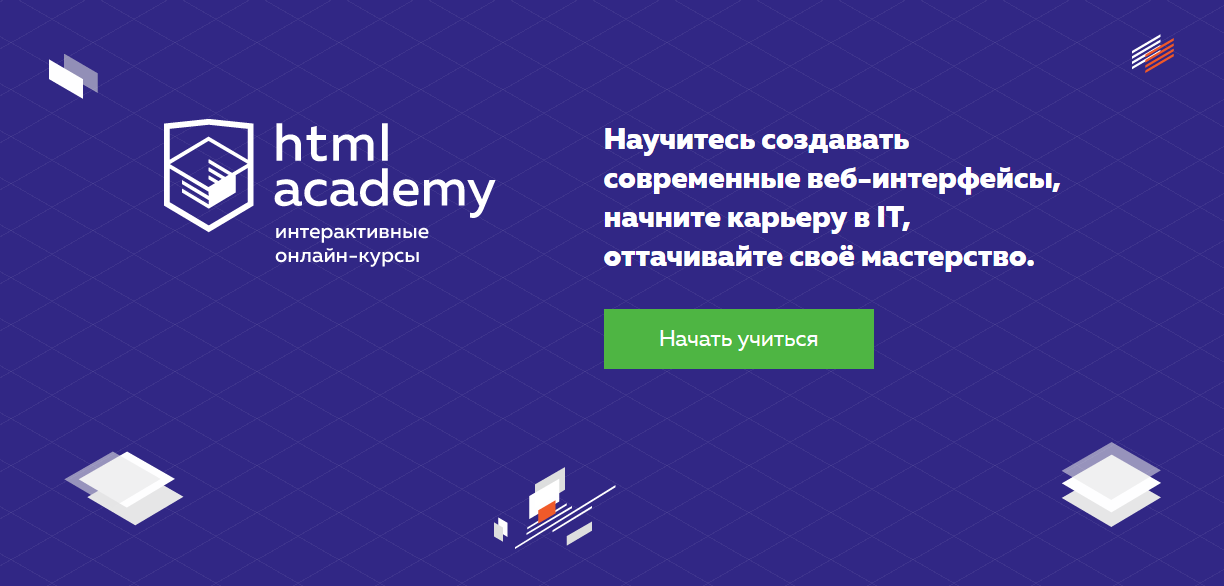 html
academy
интерактивные
онлайн-курсы
Научитесь создавать
современные веб-интерфейсы,
начните карьеру в IT,
оттачивайте своё мастерство.
Начать учиться